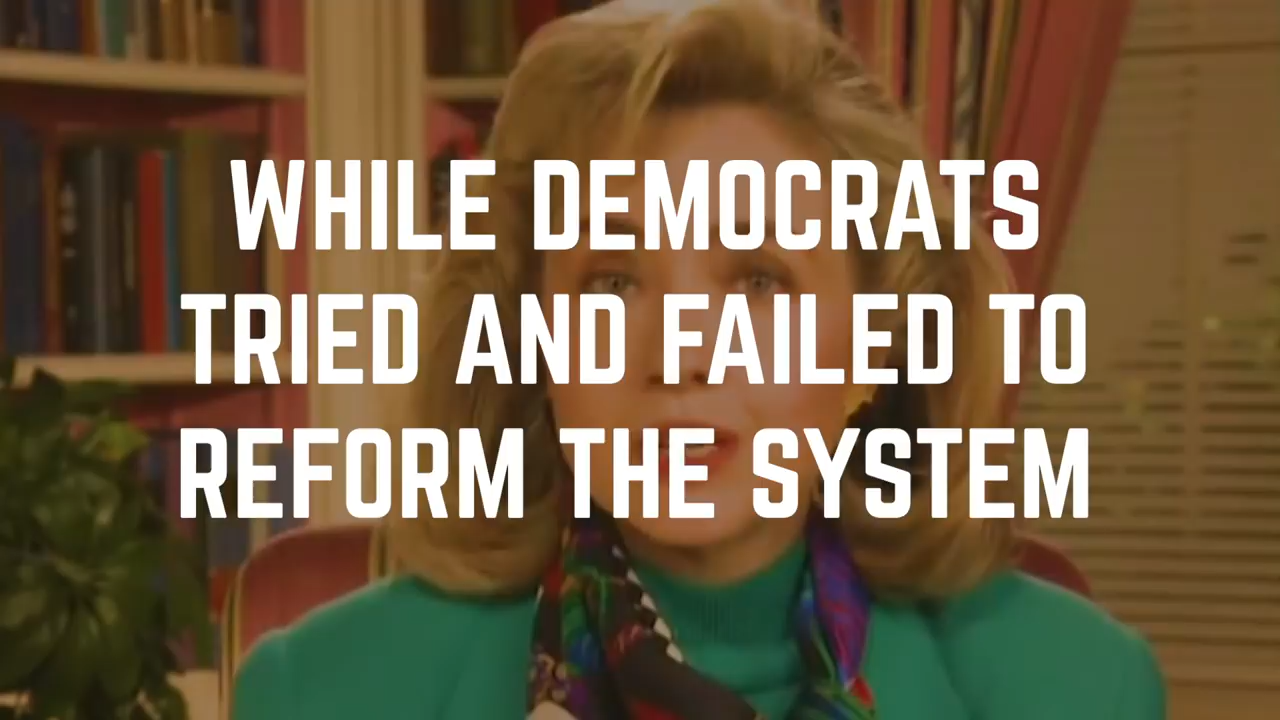 WHILE DEMOCRATS
TRIED AND FAILED TO
REFORM THE SYSTEM